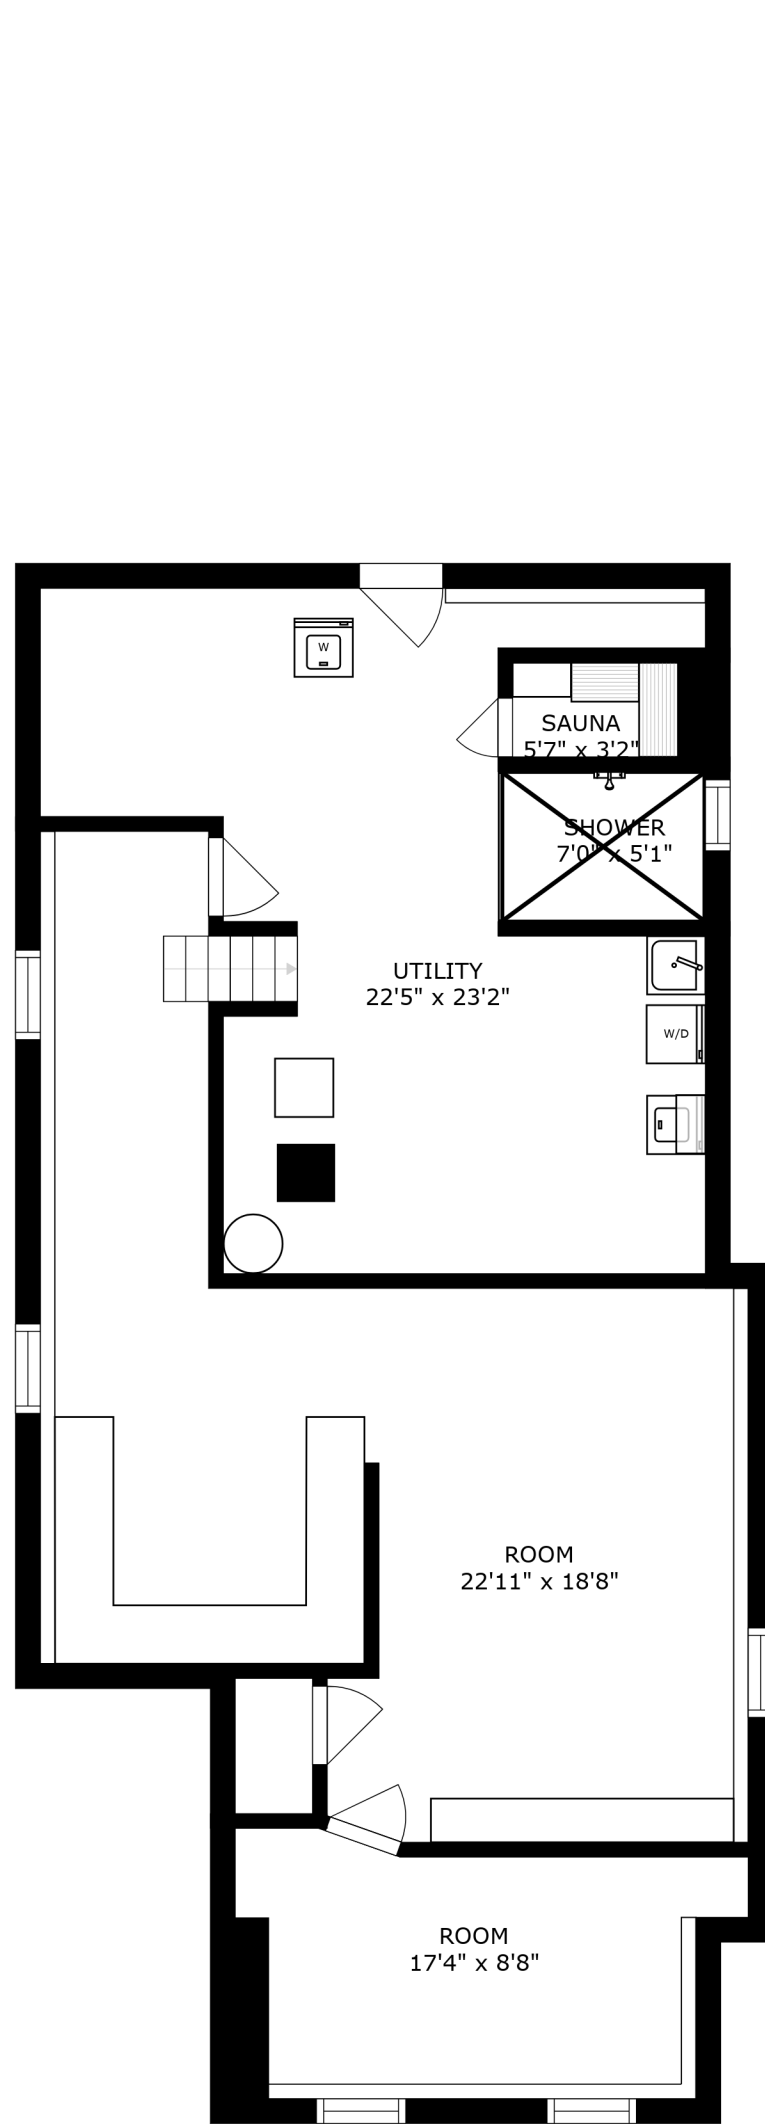 W
SAUNA
5'7" x 3'2"
SHOWER
7'0" x 5'1"
UTILITY
22'5" x 23'2"
W/D
ROOM
22'11" x 18'8"
ROOM
17'4" x 8'8"